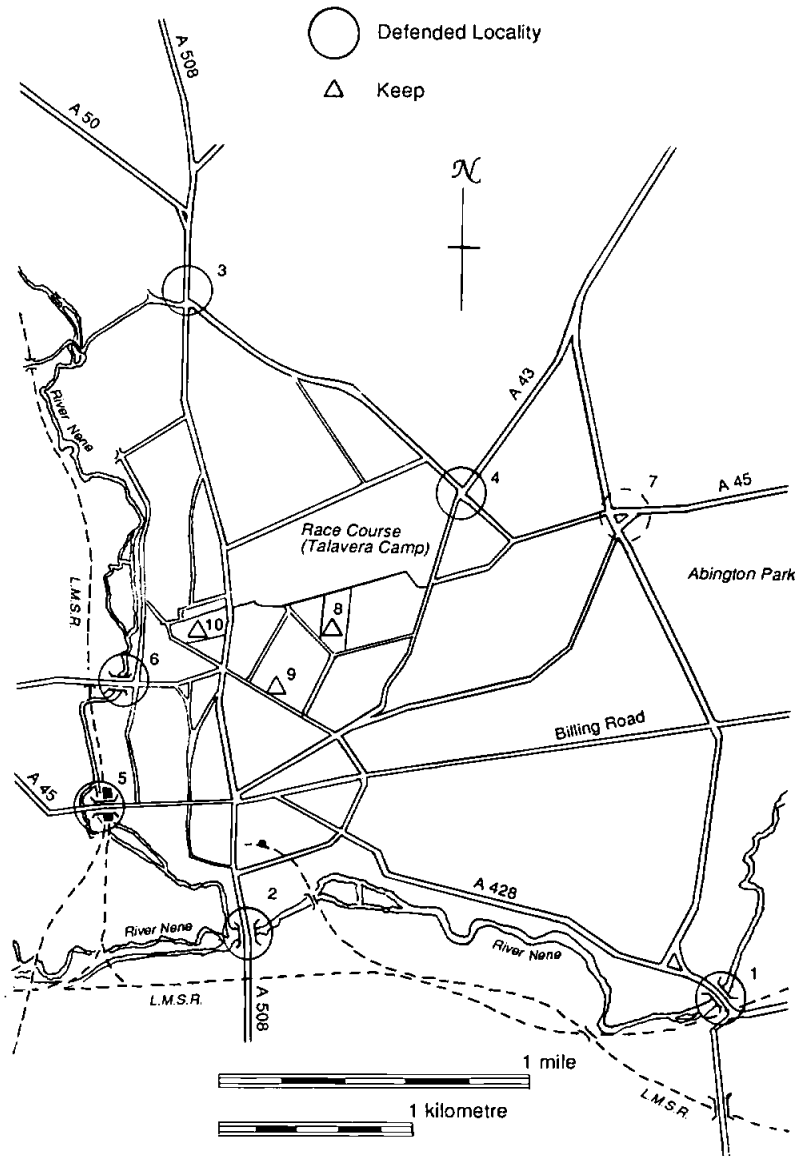 Defended Locality
Keep
A 508
A 50
N
3
River Nene
A 43
4
7
A 45
Race Course
(Talavera Camp)
Abington Park
L.M.S.R.
10
8
9
6
Billing Road
A 45
5
A 428
2
River Nene
River Nene
1
L.M.S.R.
A 508
1 mile
L.M.S.R.
1 kilometre